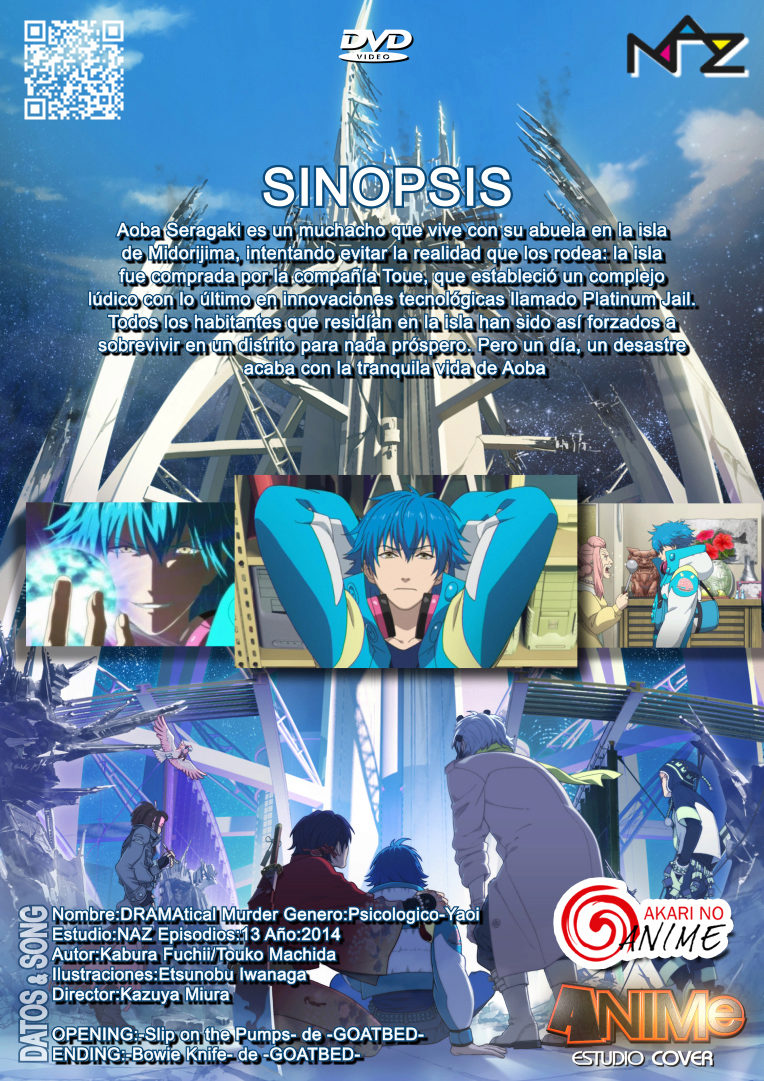 DVD
VIDEO
NAZ
SINOPSIS
Aoba Seragaki es un muchacho que vive con su abuela en la isla
de Midorijima, intentando evitar la realidad que los rodea: la isla
fue comprada por la compañía Toue, que estableció un complejo
lúdico con lo último en innovaciones tecnológicas llamado Platinum Jail.
Todos los habitantes que residían en la isla han sido así forzados a
sobrevivir en un distrito para nada próspero. Pero un día, un desastre
acaba con la tranquila vida de Aoba
DATOS & SONG
Nombre:DRAMAtical Murder Genero:Psicologico-Yaoi
Estudio:NAZ Episodios:13 Año:2014
Autor:Kabura Fuchii/Touko Machida
Ilustraciones:Etsunobu Iwanaga
Director:Kazuya Miura
OPENING:-Slip on the Pumps- de -GOATBED-
ENDING:-Bowie Knife- de -GOATBED-
AKARI NO
ANIME
ANIMe
ESTUDIO COVER